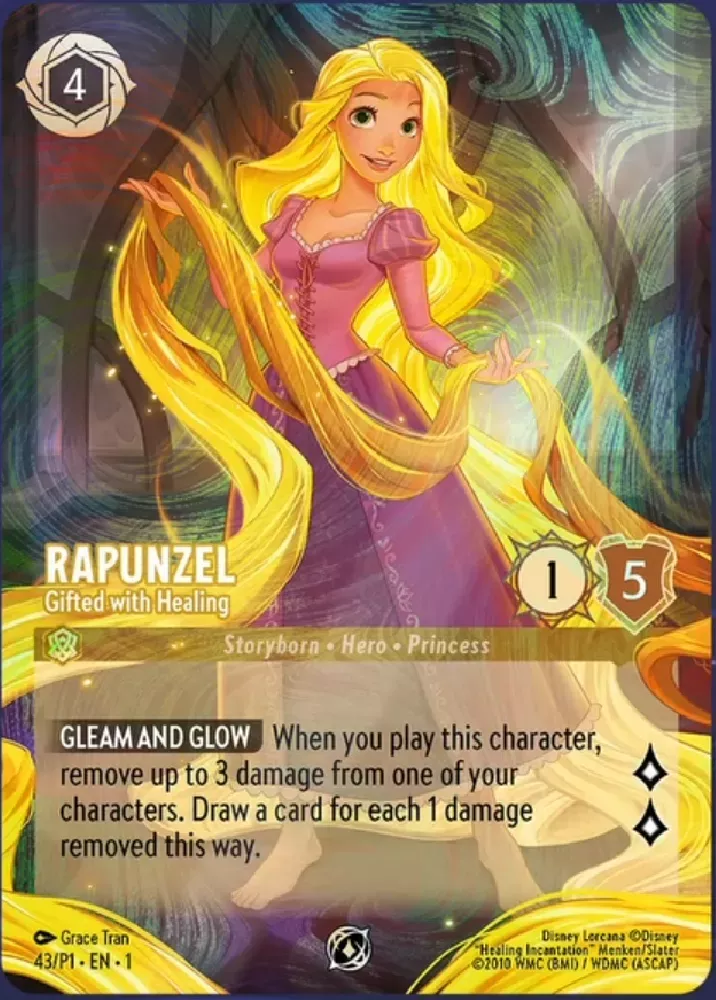 4
RAPUNZEL
Gifted with Healing
1 5
Storyborn • Hero • Princess
GLEAM AND GLOW When you play this character,
remove up to 3 damage from one of your
characters. Draw a card for each 1 damage
removed this way.
Grace Tran
43/P1 • EN • 1
Disney Lorcana ©Disney
"Healing Incantation" Menken/Slater
©2010 WMC (BMI) / WDMC (ASCAP)